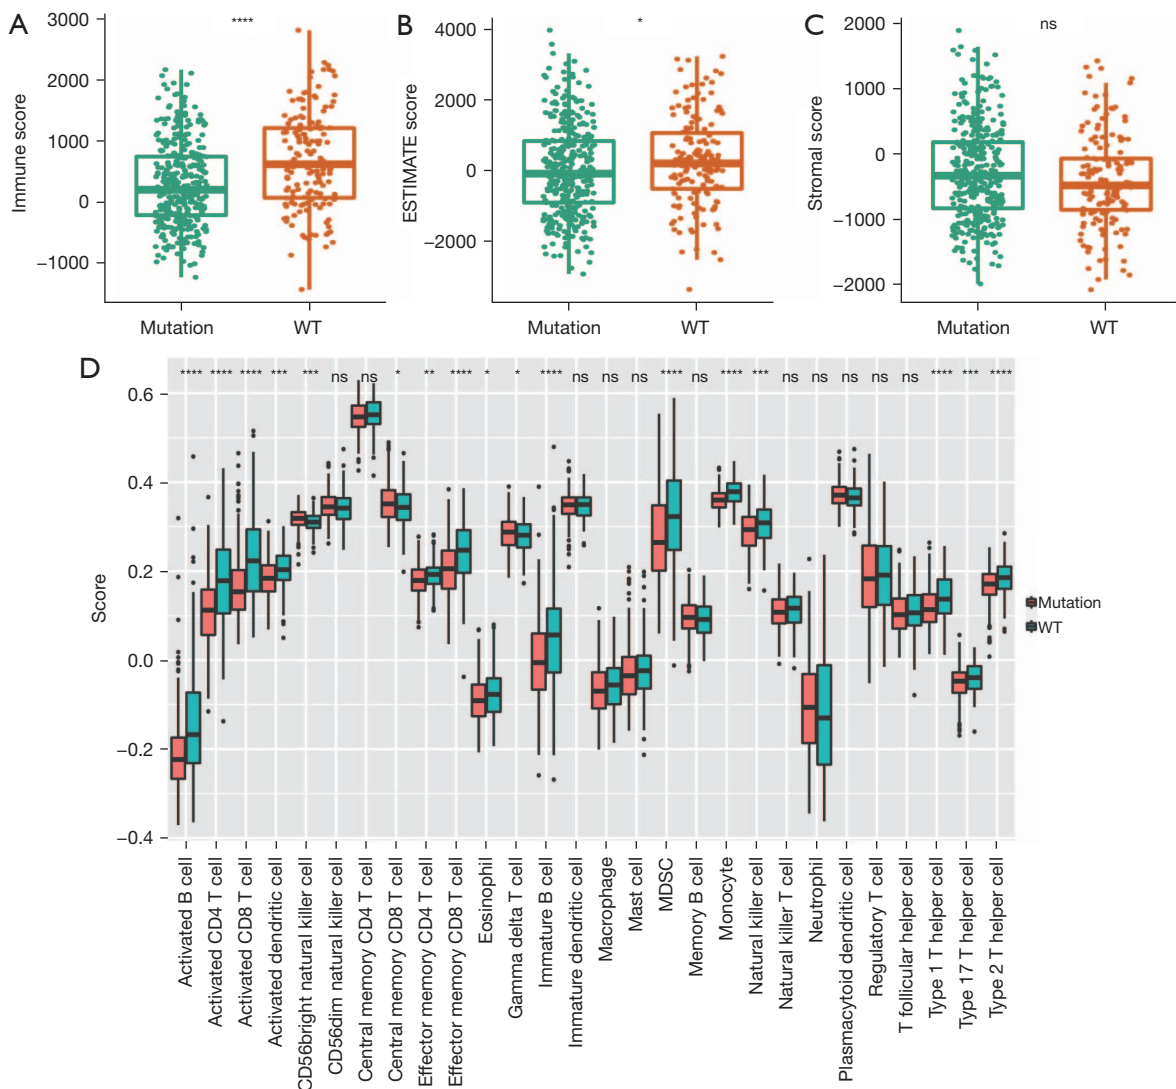 A
****
Immune score
3000
2000
1000
0
−1000
Mutation
WT
B
*
ESTIMATE score
4000
2000
0
−2000
Mutation
WT
C
ns
Stromal score
2000
1000
0
−1000
−2000
Mutation
WT
D
**** **** **** *** *** ns ns * ** **** * * **** ns ns ns **** ns **** *** ns ns ns ns ns **** *** ****
Score
0.6
0.4
0.2
0.0
−0.2
−0.4
Mutation
WT
Activated B cell
Activated CD4 T cell
Activated CD8 T cell
Activated dendritic cell
CD56bright natural killer cell
CD56dim natural killer cell
Central memory CD4 T cell
Central memory CD8 T cell
Effector memory CD4 T cell
Effector memory CD8 T cell
Eosinophil
Gamma delta T cell
Immature B cell
Immature dendritic cell
Macrophage
Mast cell
MDSC
Memory B cell
Monocyte
Natural killer cell
Natural killer T cell
Neutrophil
Plasmacytoid dendritic cell
Regulatory T cell
T follicular helper cell
Type 1 T helper cell
Type 17 T helper cell
Type 2 T helper cell